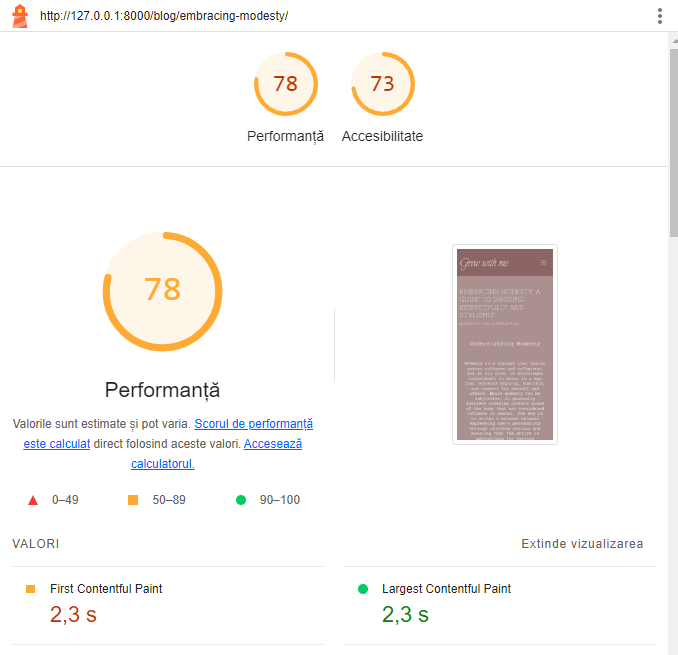 http://127.0.0.1:8000/blog/embracing-modesty/
78
73
Performanță
Accesibilitate
78
Performanță
Valorile sunt estimate și pot varia. Scorul de performanță
este calculat direct folosind aceste valori. Accesează
calculatorul.
0–49
50–89
90–100
Grow with me
EMBRACING MODESTY: A
GUIDE TO DRESSING
RESPECTFULLY AND
STYLISHLY
Understanding Modesty
VALORI
Extinde vizualizarea
First Contentful Paint
2,3 s
Largest Contentful Paint
2,3 s